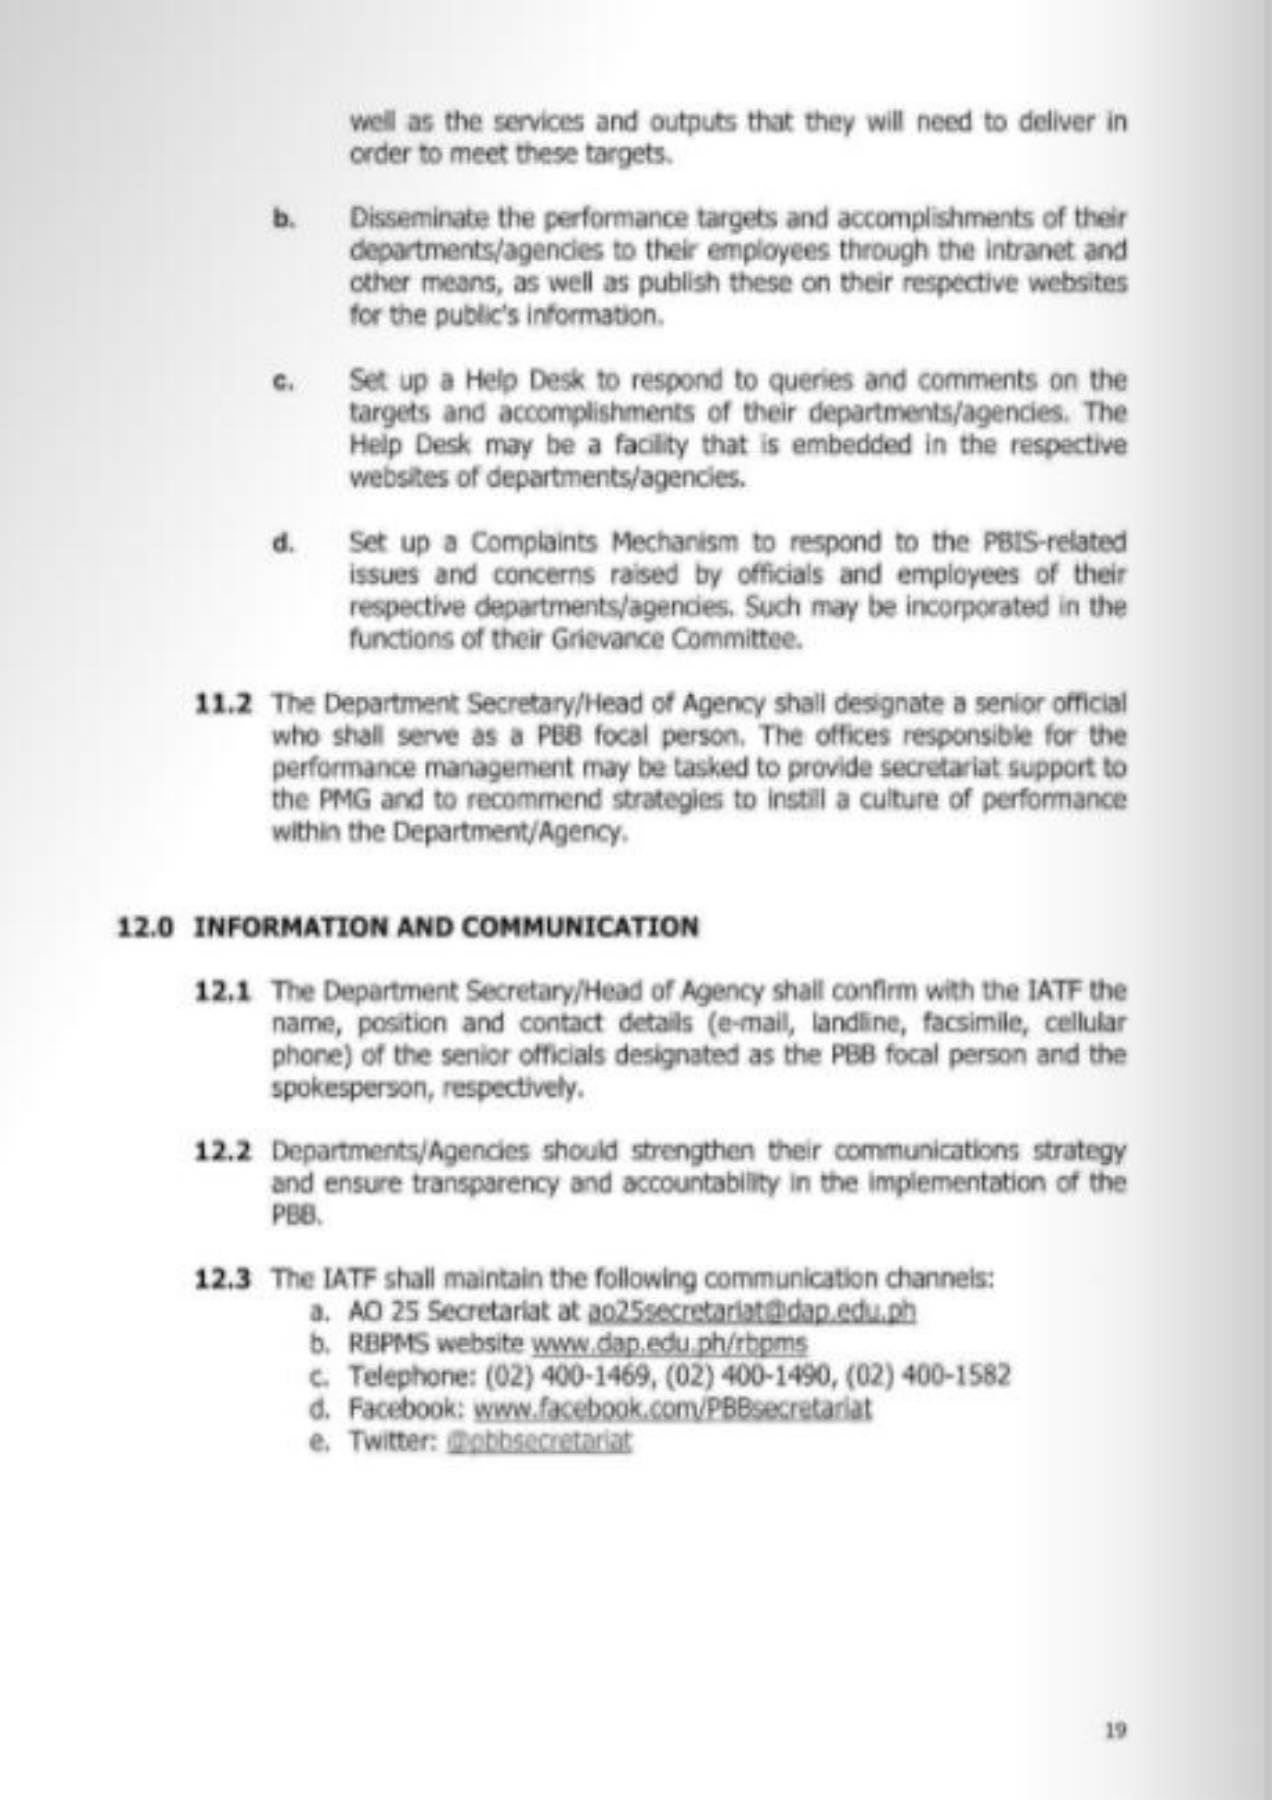 well as the services and outputs that they will need to deliver in
order to meet these targets.
b. Disseminate the performance targets and accomplishments of their
departments/agencies to their employees through the intranet and
other means, as well as publish these on their respective websites
for the public's information.
c. Set up a Help Desk to respond to queries and comments on the
targets and accomplishments of their departments/agencies. The
Help Desk may be a facility that is embedded in the respective
websites of departments/agencies.
d. Set up a Complaints Mechanism to respond to the PBIS-related
issues and concerns raised by officials and employees of their
respective departments/agencies. Such may be incorporated in the
functions of their Grievance Committee.
11.2 The Department Secretary/Head of Agency shall designate a senior official
who shall serve as a PBB focal person. The offices responsible for the
performance management may be tasked to provide secretariat support to
the PMG and to recommend strategies to instill a culture of performance
within the Department/Agency.
12.0 INFORMATION AND COMMUNICATION
12.1 The Department Secretary/Head of Agency shall confirm with the IATF the
name, position and contact details (e-mail, landline, facsimile, cellular
phone) of the senior officials designated as the PBB focal person and the
spokesperson, respectively.
12.2 Departments/Agencies should strengthen their communications strategy
and ensure transparency and accountability in the implementation of the
PBB.
12.3 The IATF shall maintain the following communication channels:
a. AO 25 Secretariat at ao25secretariat@dap.edu.ph
b. RBPMS website www.dap.edu.ph/rbpms
c. Telephone: (02) 400-1469, (02) 400-1490, (02) 400-1582
d. Facebook: www.facebook.com/PBBsecretariat
e. Twitter: @pbbsecretariat
19